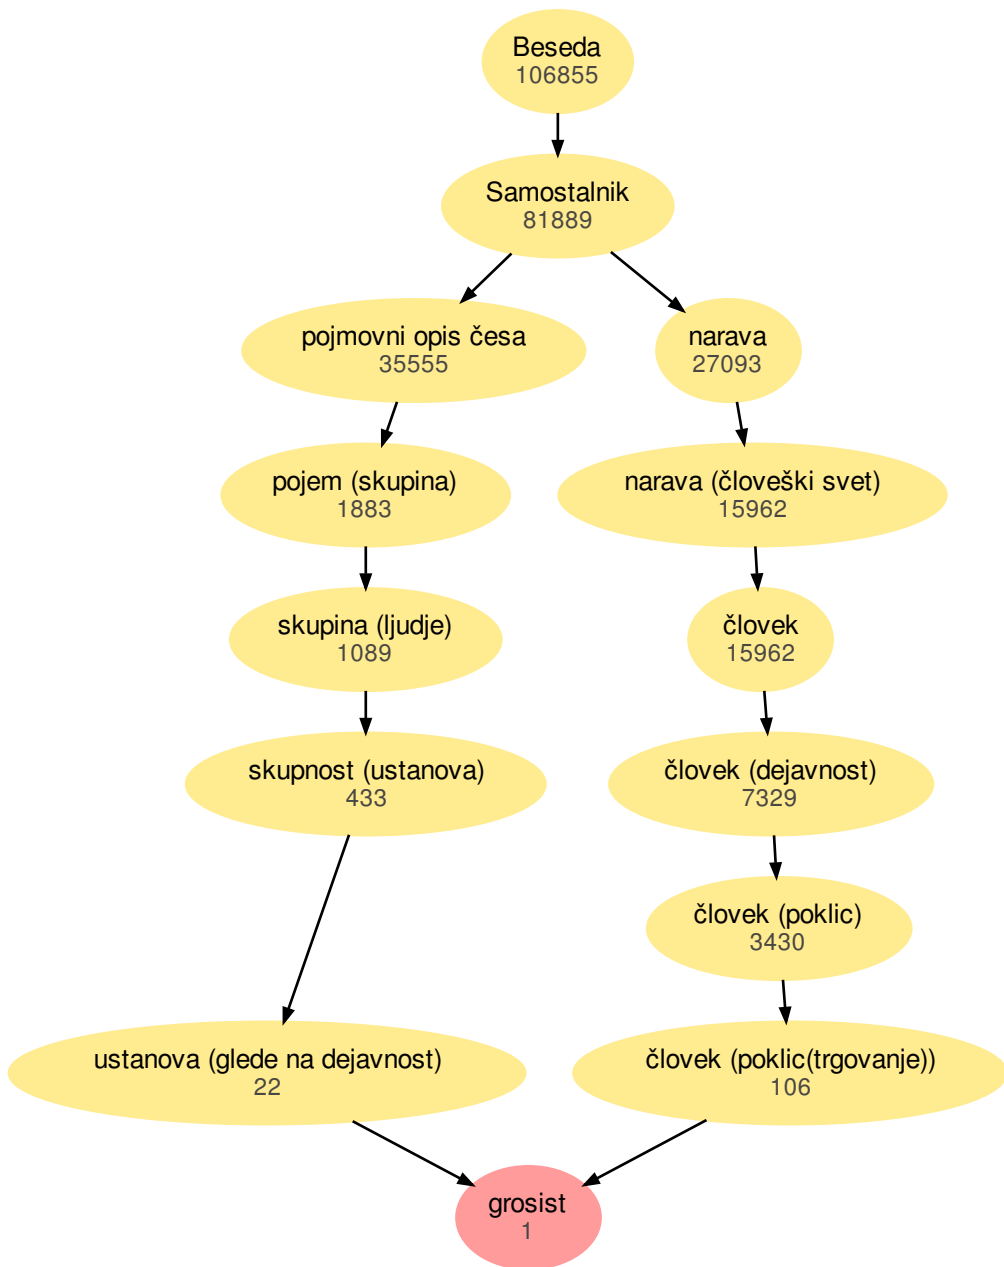 Beseda
106855
Samostalnik
81889
pojmovni opis česa
35555
narava
27093
pojem (skupina)
1883
narava (človeški svet)
15962
skupina (ljudje)
1089
človek
15962
skupnost (ustanova)
433
človek (dejavnost)
7329
človek (poklic)
3430
ustanova (glede na dejavnost)
22
človek (poklic(trgovanje))
106
grosist
1